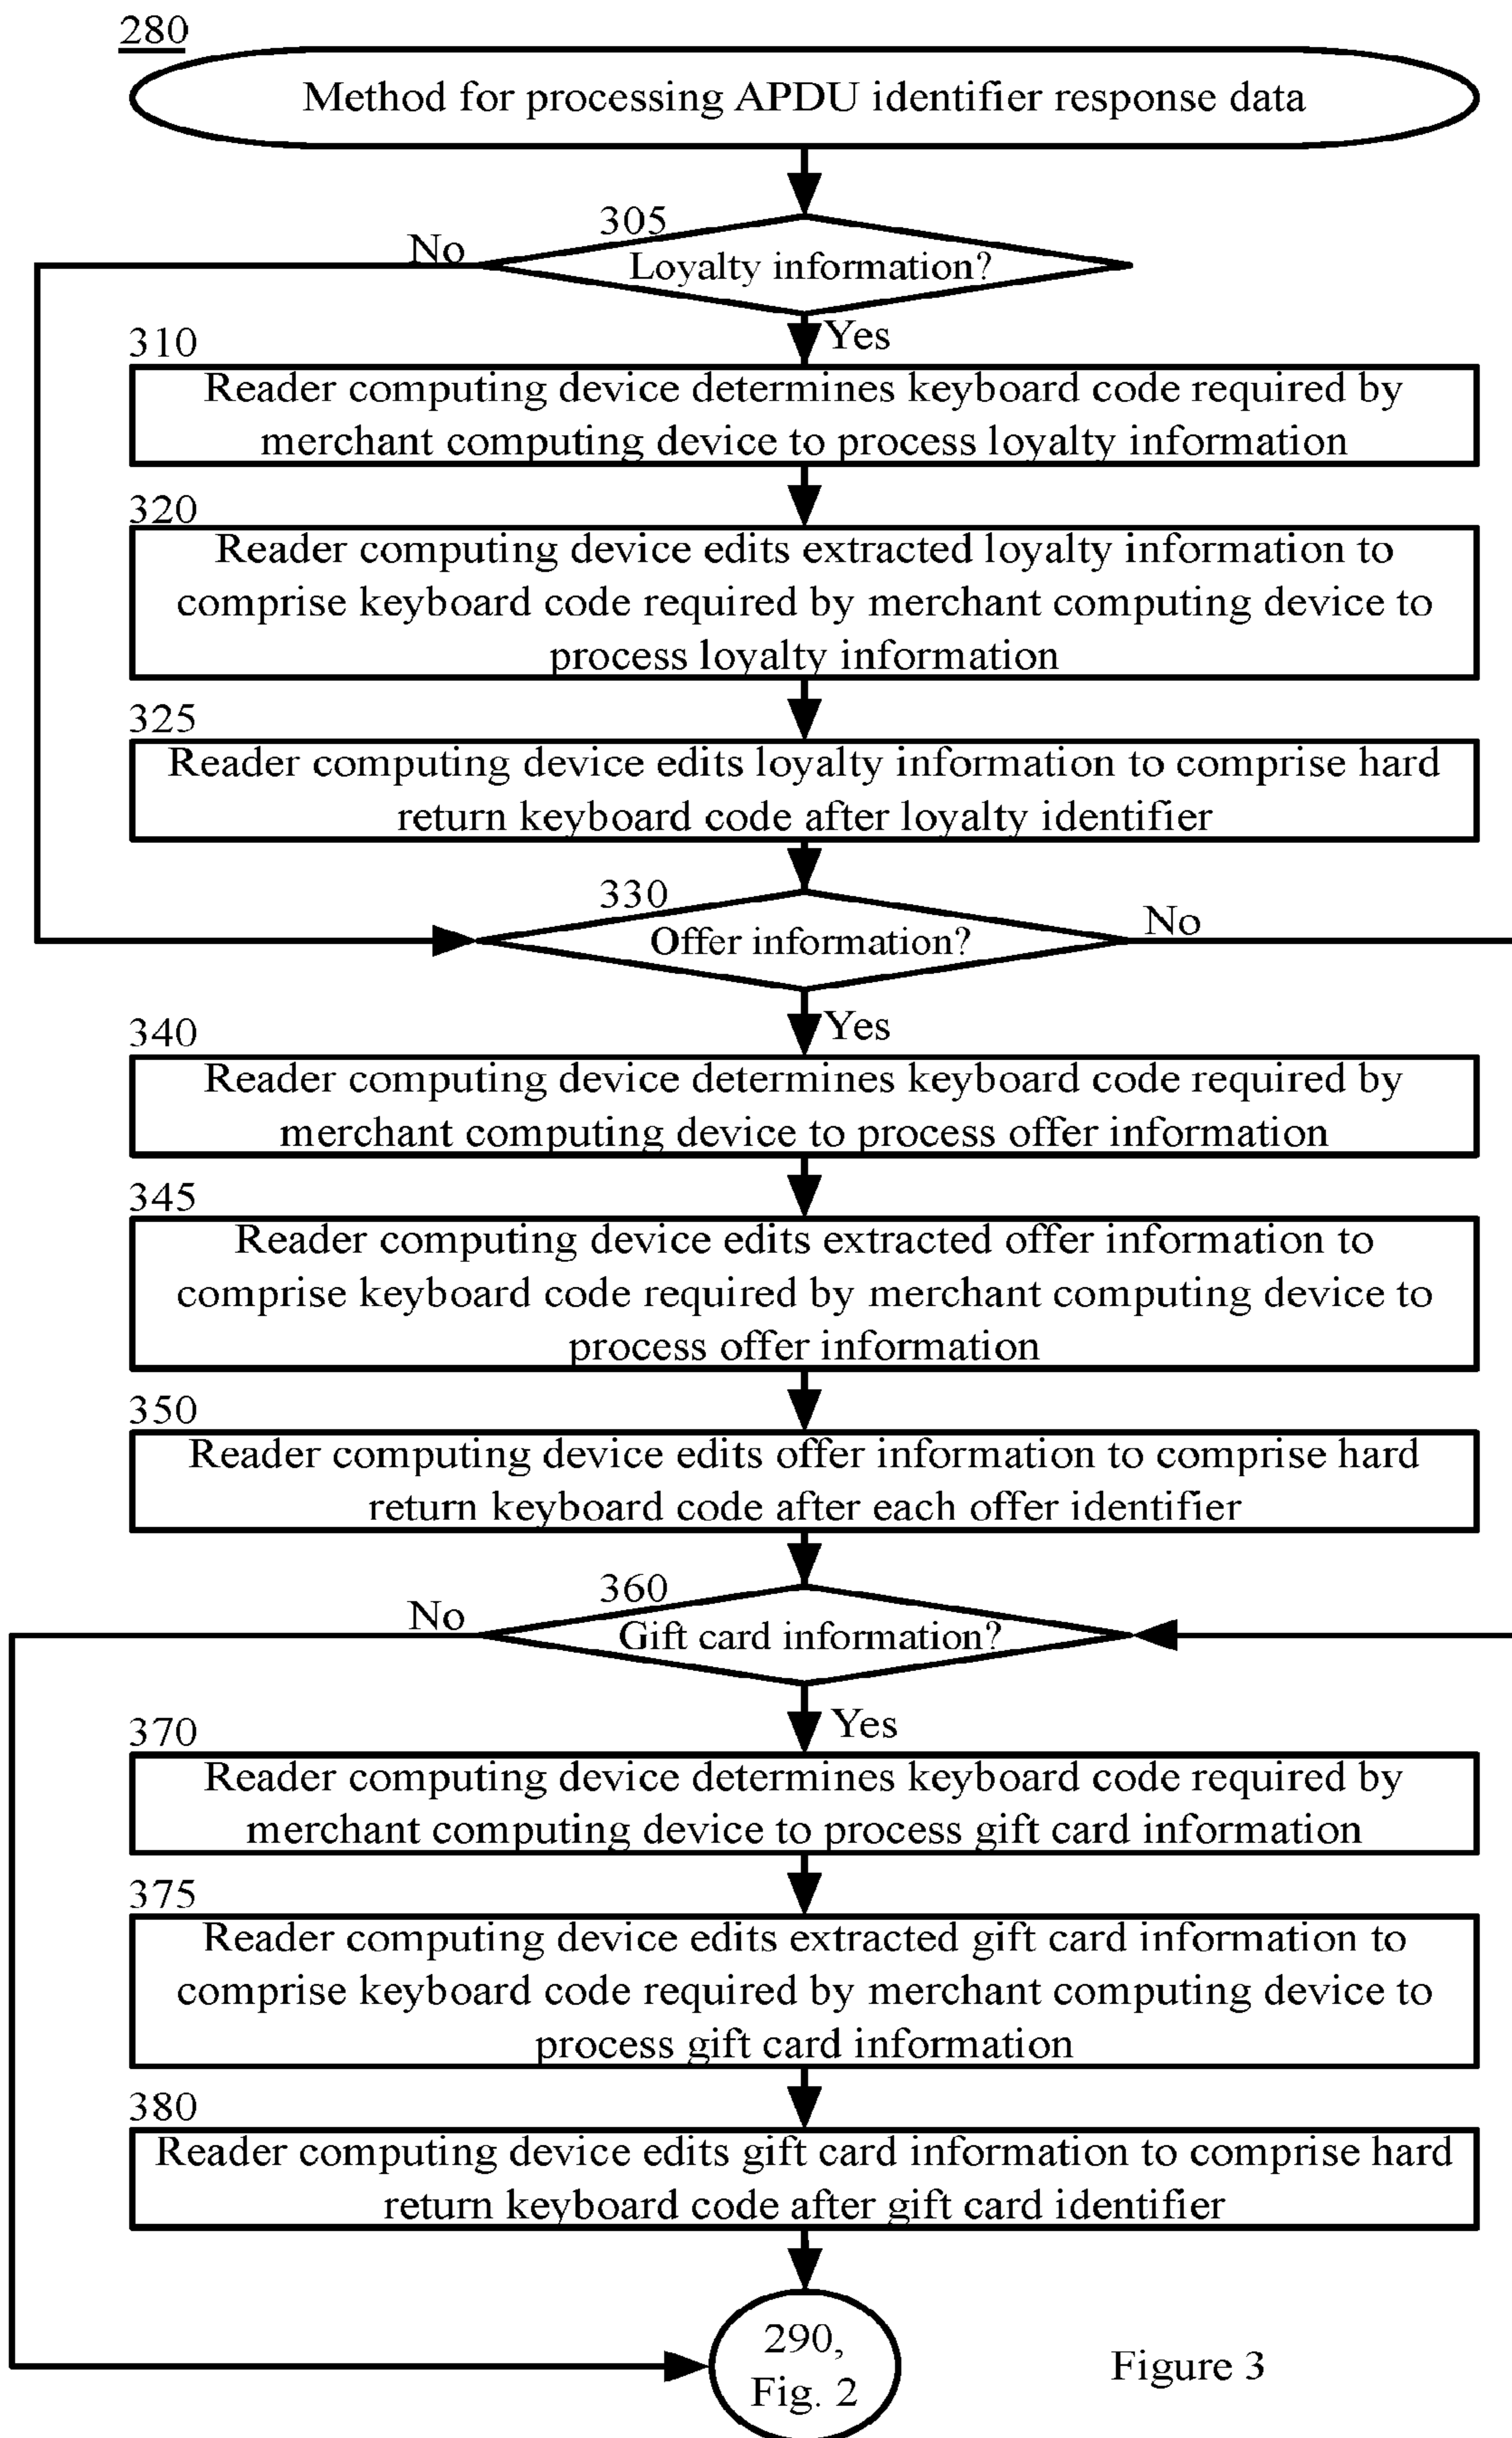 280
Method for processing APDU identifier response data
305
No
Loyalty information?
Yes
310
Reader computing device determines keyboard code required by
merchant computing device to process loyalty information
320
Reader computing device edits extracted loyalty information to
comprise keyboard code required by merchant computing device to
process loyalty information
325
Reader computing device edits loyalty information to comprise hard
return keyboard code after loyalty identifier
330
No
Offer information?
Yes
340
Reader computing device determines keyboard code required by
merchant computing device to process offer information
345
Reader computing device edits extracted offer information to
comprise keyboard code required by merchant computing device to
process offer information
350
Reader computing device edits offer information to comprise hard
return keyboard code after each offer identifier
360
No
Gift card information?
Yes
370
Reader computing device determines keyboard code required by
merchant computing device to process gift card information
375
Reader computing device edits extracted gift card information to
comprise keyboard code required by merchant computing device to
process gift card information
380
Reader computing device edits gift card information to comprise hard
return keyboard code after gift card identifier
290,
Fig. 2
Figure 3